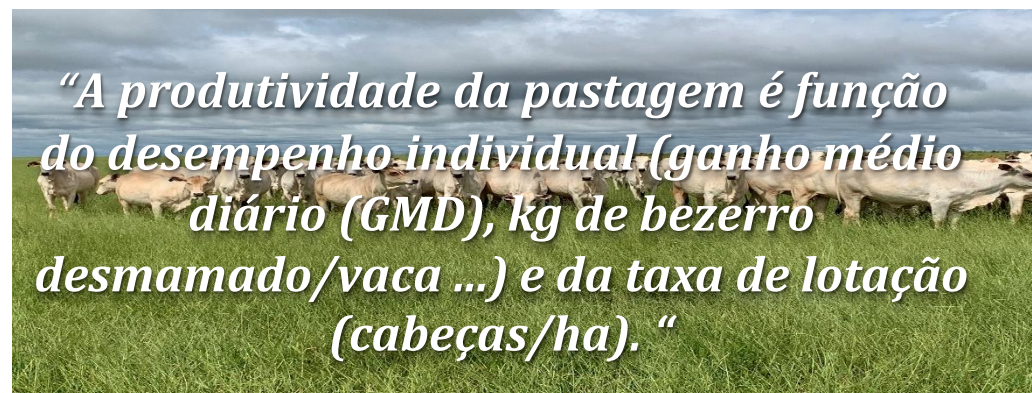 “A produtividade da pastagem é função
do desempenho individual (ganho médio
diário (GMD), kg de bezerro
desmamado/vaca ...) e da taxa de lotação
(cabeças/ha). “